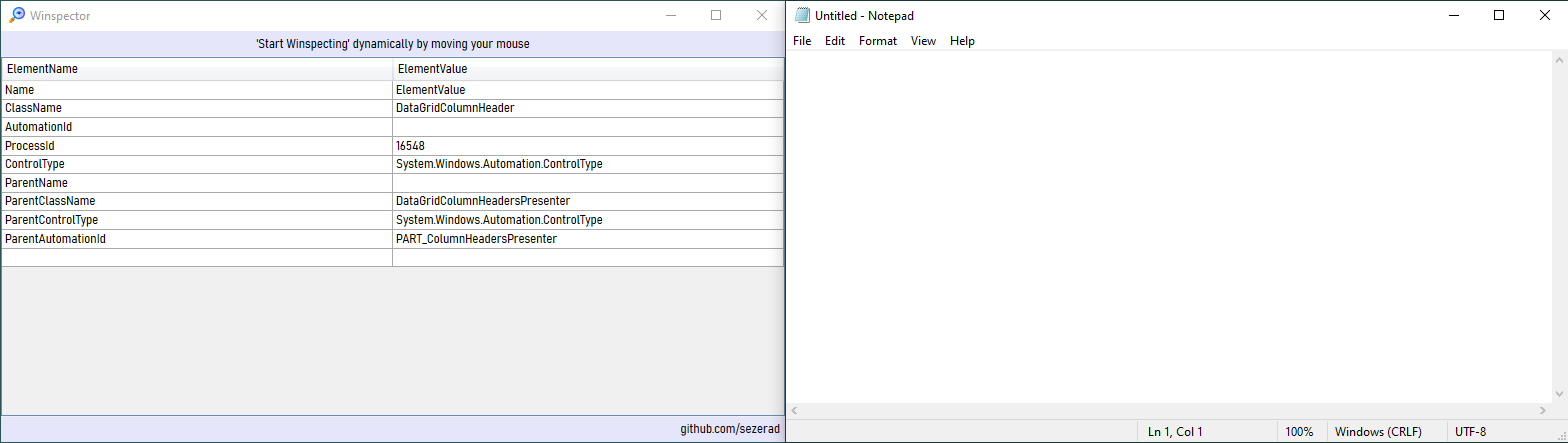 Winspector
'Start Winspecting' dynamically by moving your mouse
ElementName ElementValue
Name ElementValue
ClassName DataGridColumnHeader
AutomationId
ProcessId 16548
ControlType System.Windows.Automation.ControlType
ParentName
ParentClassName DataGridColumnHeadersPresenter
ParentControlType System.Windows.Automation.ControlType
ParentAutomationId PART_ColumnHeadersPresenter
github.com/sezerad
Untitled - Notepad
File Edit Format View Help
Ln 1, Col 1 100% Windows (CRLF) UTF-8